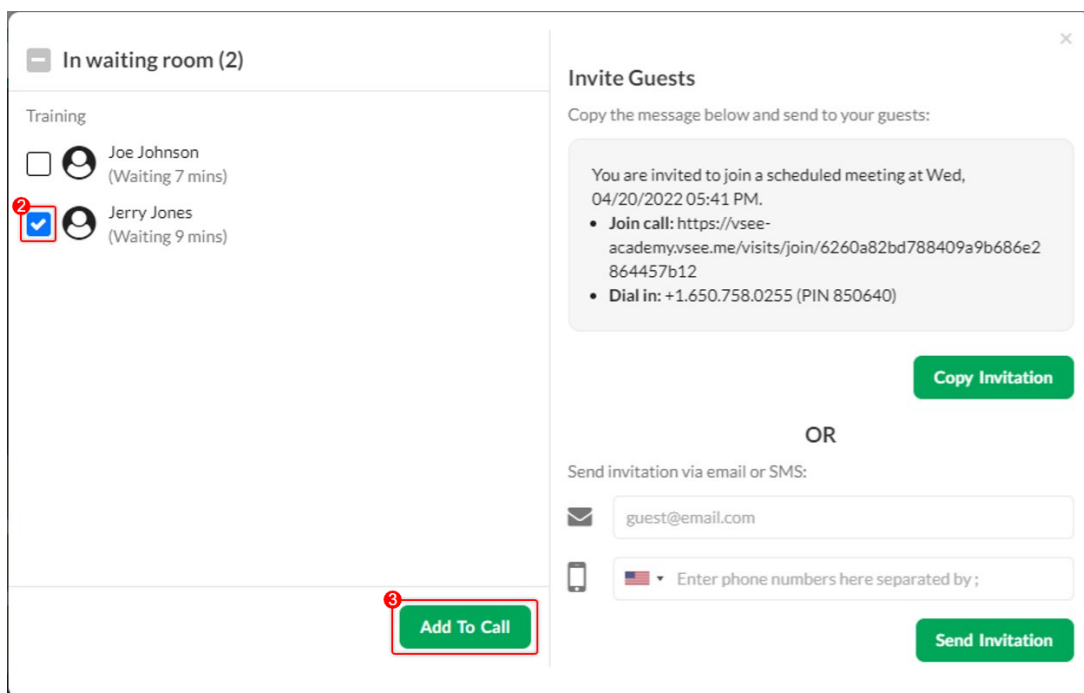 In waiting room (2)
Training
Joe Johnson
(Waiting 7 mins)
2
Jerry Jones
(Waiting 9 mins)
3
Add To Call
×
Invite Guests
Copy the message below and send to your guests:
You are invited to join a scheduled meeting at Wed,
04/20/2022 05:41 PM.
• Join call: https://vsee-
academy.vsee.me/visits/join/6260a82bd788409a9b686e2
864457b12
• Dial in: +1.650.758.0255 (PIN 850640)
Copy Invitation
OR
Send invitation via email or SMS:
guest@email.com
Enter phone numbers here separated by ;
Send Invitation